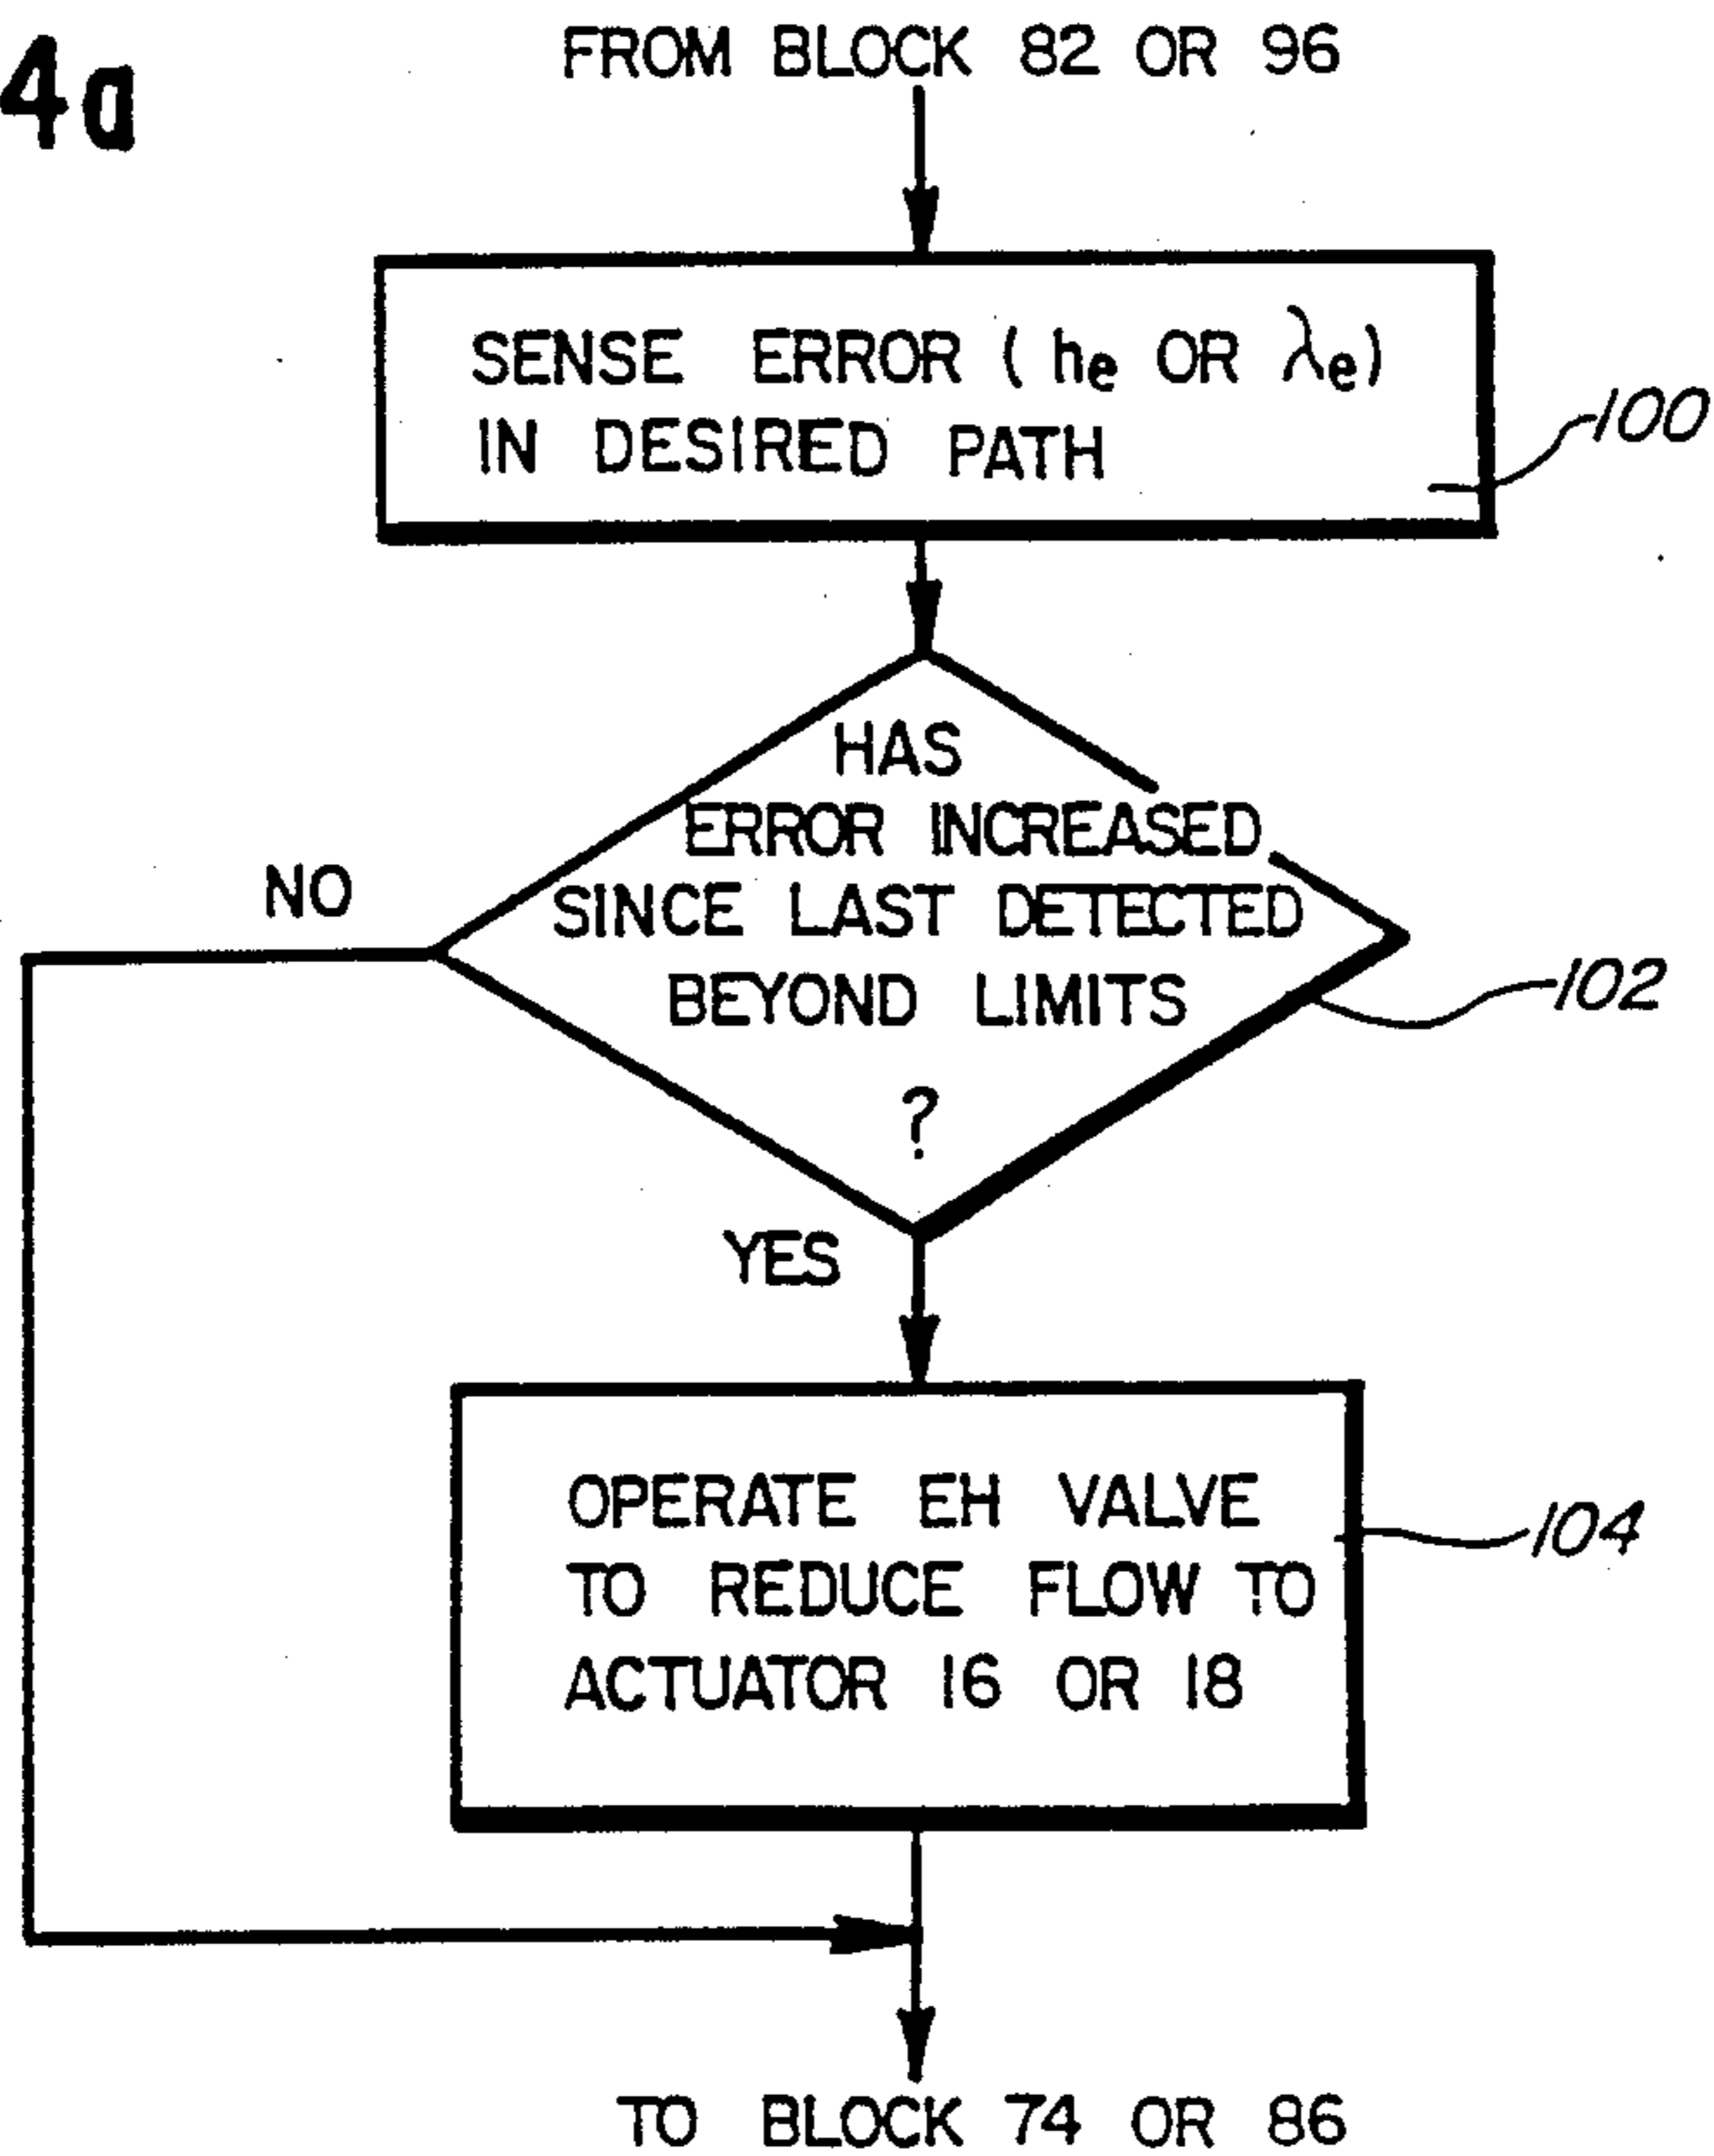 4a
FROM BLOCK 82 OR 96
SENSE ERROR (he OR λe)
IN DESIRED PATH
100
HAS
ERROR INCREASED
SINCE LAST DETECTED
BEYOND LIMITS
?
102
NO
YES
OPERATE EH VALVE
TO REDUCE FLOW TO
ACTUATOR 16 OR 18
104
TO BLOCK 74 OR 86